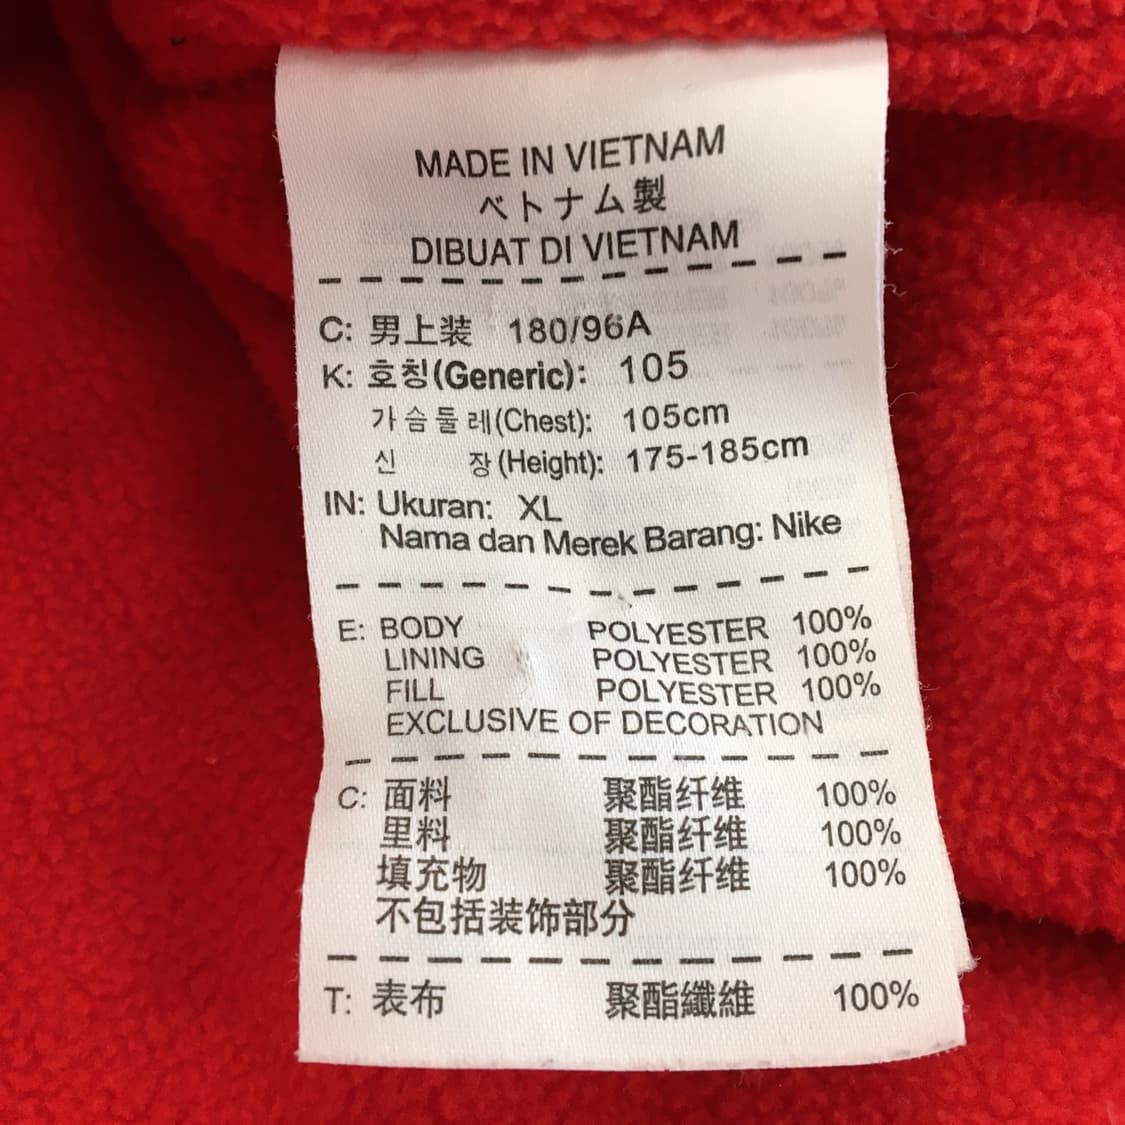 MADE IN VIETNAM
ベトナム製
DIBUAT DI VIETNAM
C: 男上装 180/96A
K: 호칭(Generic): 105
가슴둘레(Chest): 105cm
신 장(Height): 175-185cm
IN: Ukuran: XL
Nama dan Merek Barang: Nike
E: BODY POLYESTER 100%
LINING POLYESTER 100%
FILL POLYESTER 100%
EXCLUSIVE OF DECORATION
C: 面料 聚酯纤维 100%
里料 聚酯纤维 100%
填充物 聚酯纤维 100%
不包括装饰部分
T: 表布 聚酯纖維 100%